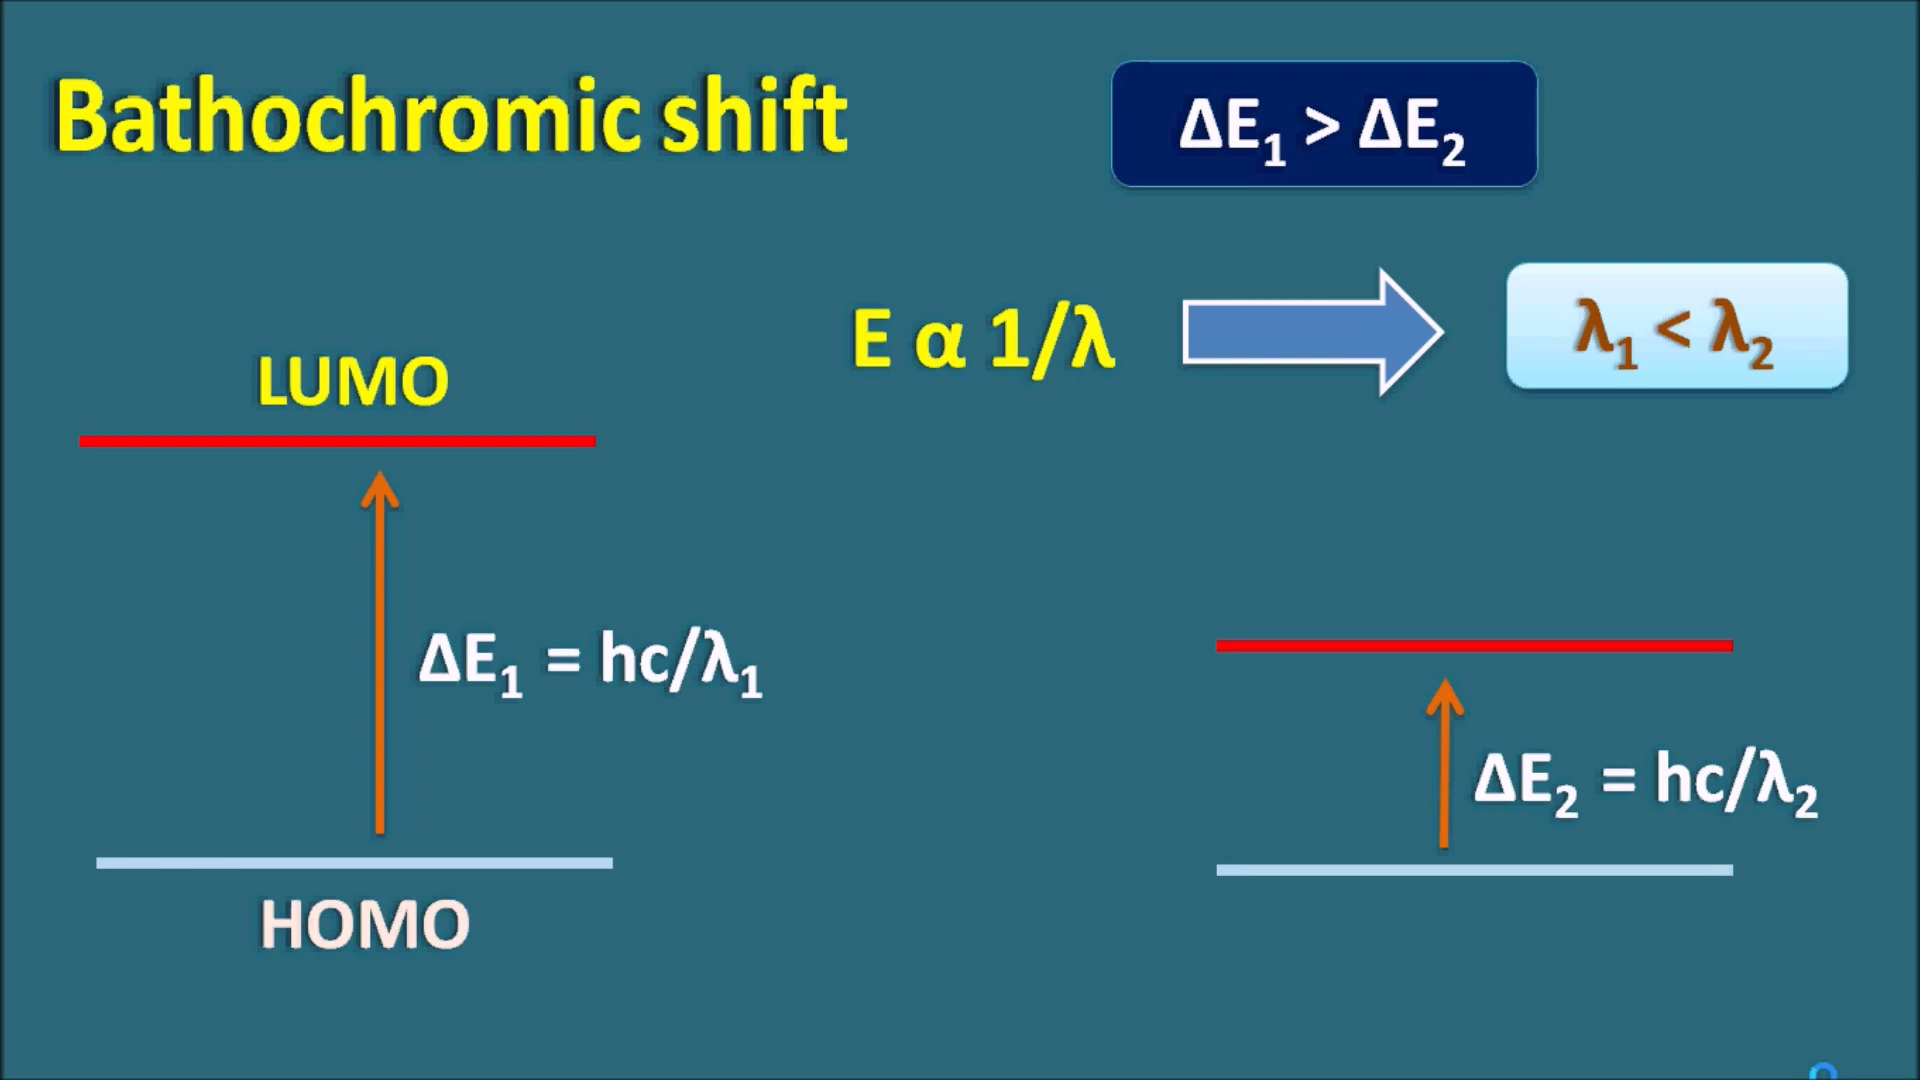 Bathochromic shift
ΔE₁ > ΔE₂
E α 1/λ
λ₁ < λ₂
LUMO
ΔE₁ = hc/λ₁
ΔE₂ = hc/λ₂
HOMO